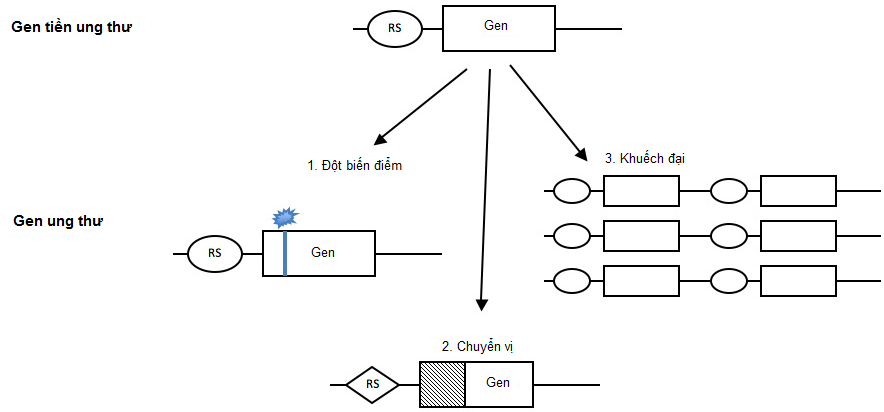 Gen tiền ung thư
RS
Gen
1. Đột biến điểm
3. Khuếch đại
Gen ung thư
RS
Gen
2. Chuyển vị
RS
Gen